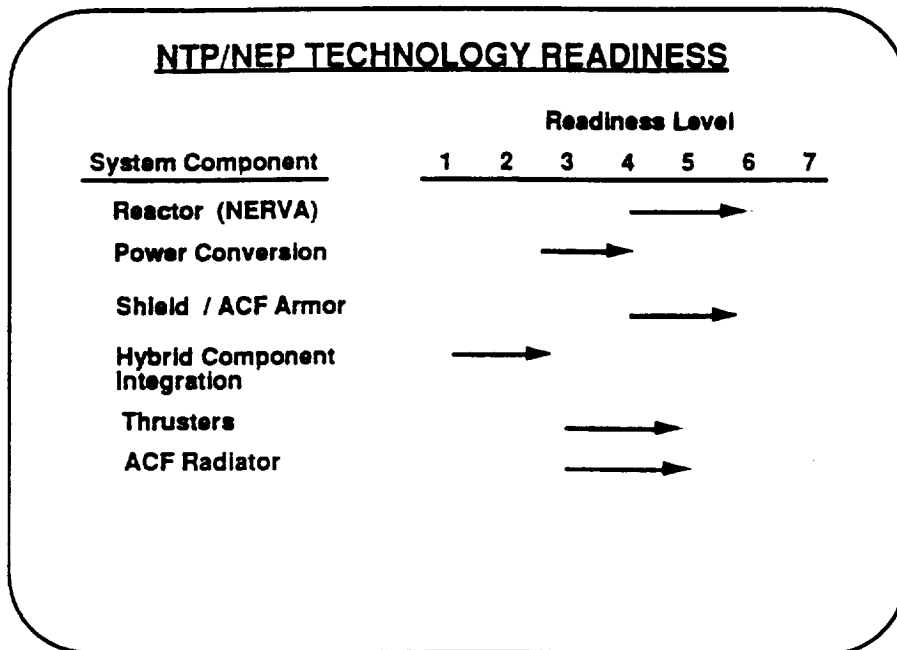 NTP/NEP TECHNOLOGY READINESS
Readiness Level
System Component 1 2 3 4 5 6 7
Reactor (NERVA)
Power Conversion
Shield / ACF Armor
Hybrid Component
Integration
Thrusters
ACF Radiator